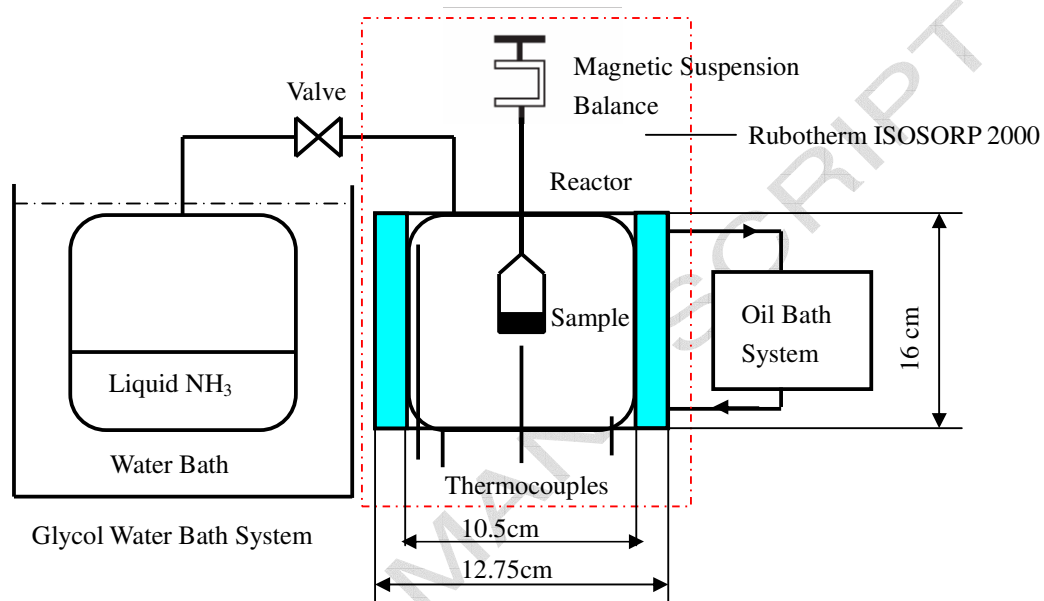 Magnetic Suspension
Balance
Valve
Rubotherm ISOSORP 2000
Reactor
Sample
Oil Bath
System
16 cm
Liquid NH₃
Water Bath
Thermocouples
Glycol Water Bath System
10.5cm
12.75cm
MANUSCRIPT